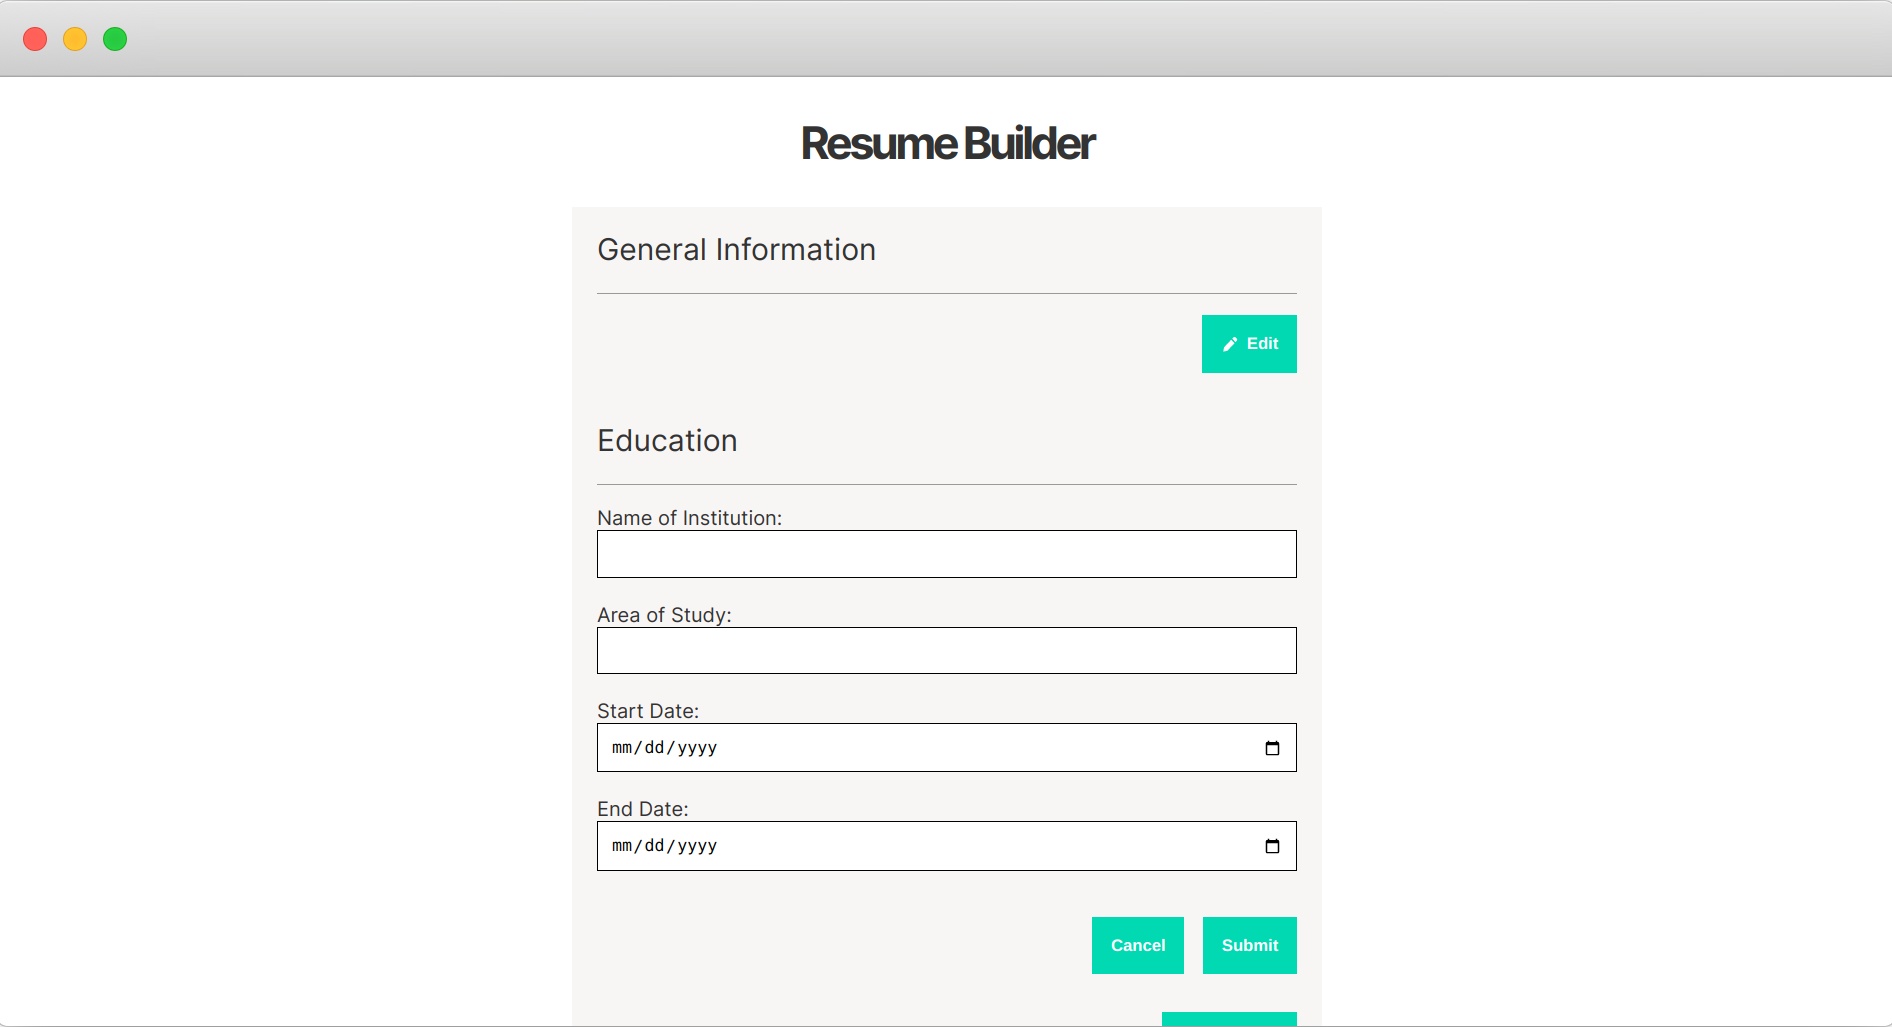 Resume Builder
General Information
Edit
Education
Name of Institution:
Area of Study:
Start Date:
mm/dd/yyyy
End Date:
mm/dd/yyyy
Cancel Submit